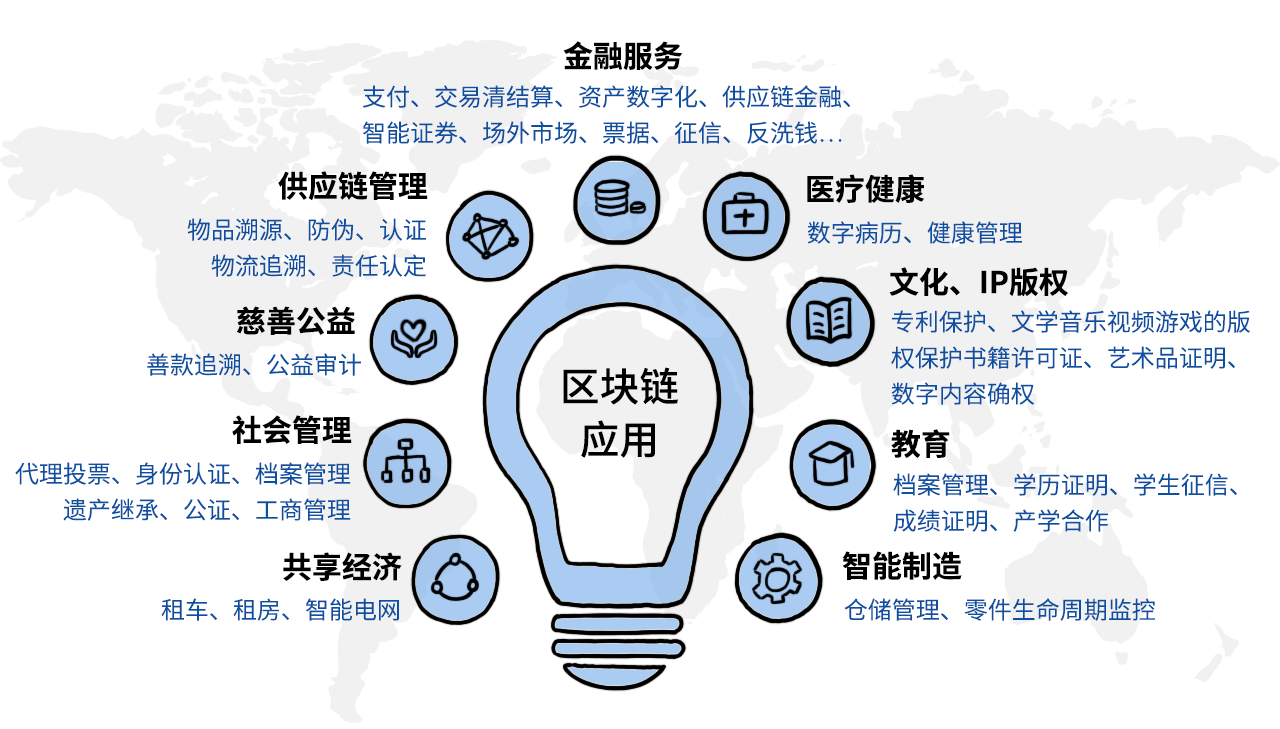 金融服务
支付、交易清结算、资产数字化、供应链金融、
智能证券、场外市场、票据、征信、反洗钱…
供应链管理
物品溯源、防伪、认证
物流追溯、责任认定
医疗健康
数字病历、健康管理
文化、IP版权
专利保护、文学音乐视频游戏的版
权保护书籍许可证、艺术品证明、
数字内容确权
慈善公益
善款追溯、公益审计
区块链
应用
社会管理
代理投票、身份认证、档案管理
遗产继承、公证、工商管理
教育
档案管理、学历证明、学生征信、
成绩证明、产学合作
共享经济
租车、租房、智能电网
智能制造
仓储管理、零件生命周期监控